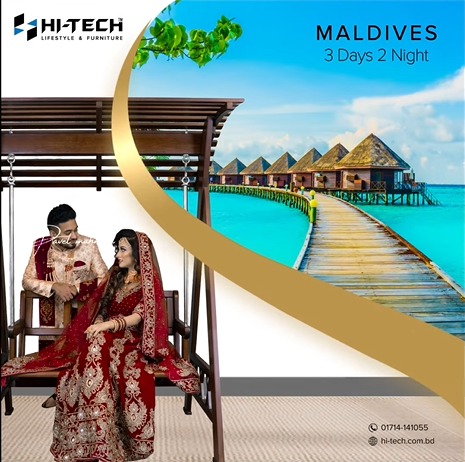 HI-TECH
LIFESTYLE & FURNITURE
MALDIVES
3 Days 2 Night
01714-141055
hi-tech.com.bd